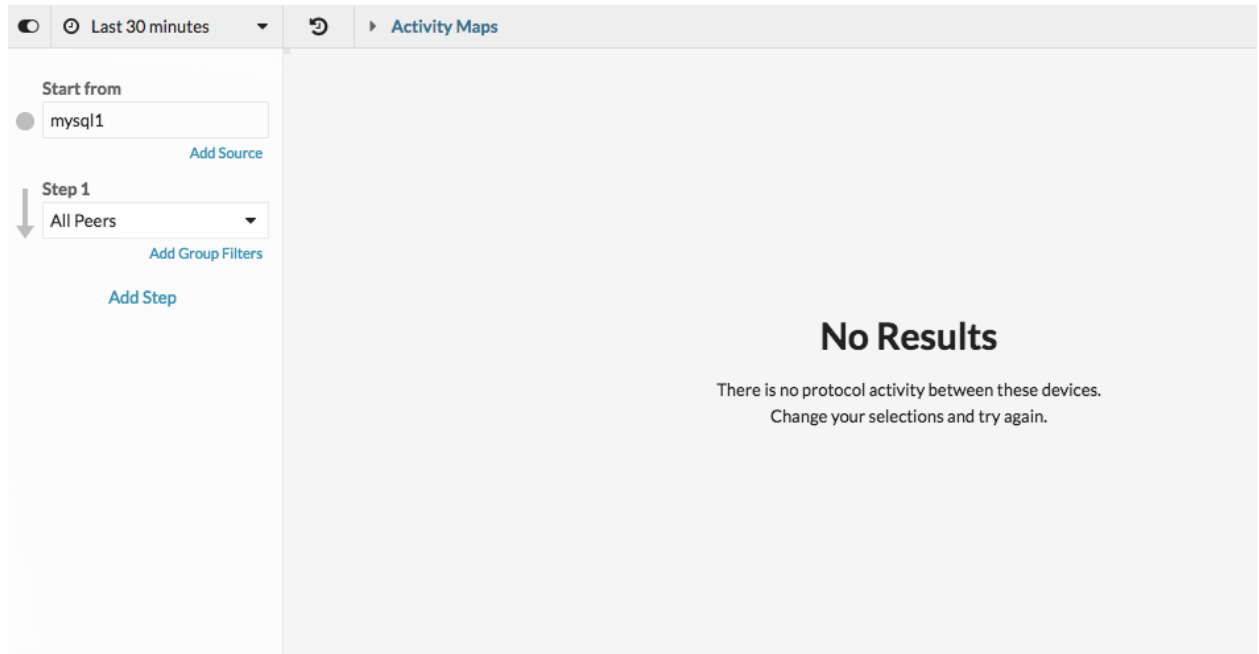 Last 30 minutes
Activity Maps
Start from
mysql1
Add Source
Step 1
All Peers
Add Group Filters
Add Step
No Results
There is no protocol activity between these devices.
Change your selections and try again.